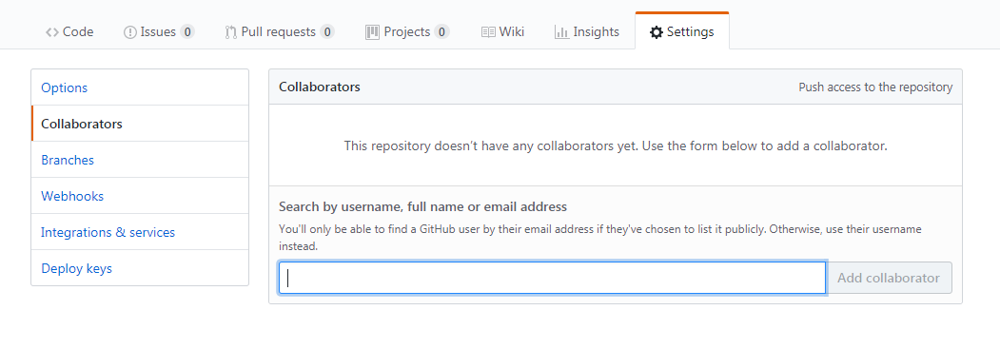 Code Issues 0 Pull requests 0 Projects 0 Wiki Insights Settings
Options
Collaborators
Branches
Webhooks
Integrations & services
Deploy keys
Collaborators Push access to the repository
This repository doesn't have any collaborators yet. Use the form below to add a collaborator.
Search by username, full name or email address
You'll only be able to find a GitHub user by their email address if they've chosen to list it publicly. Otherwise, use their username
instead.
Add collaborator